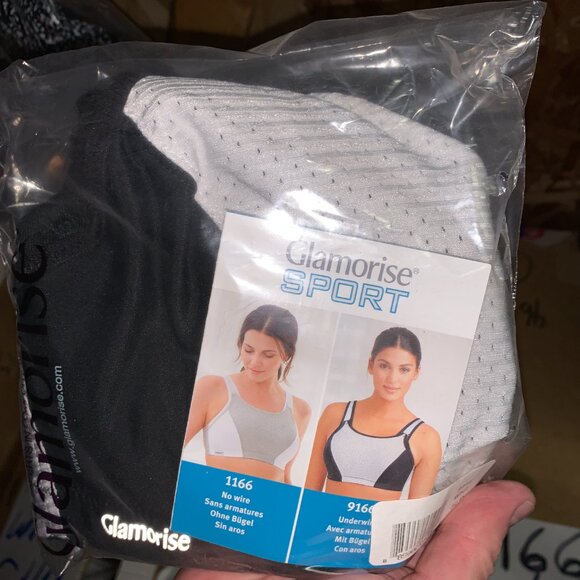 Glamorise®
SPORT
1166
No wire
Sans armatures
Ohne Bügel
Sin aros
9166
Underwi
Avec armatu
Mit Bügel
Con aros
Glamorise
Glamorise
www.glamorise.com